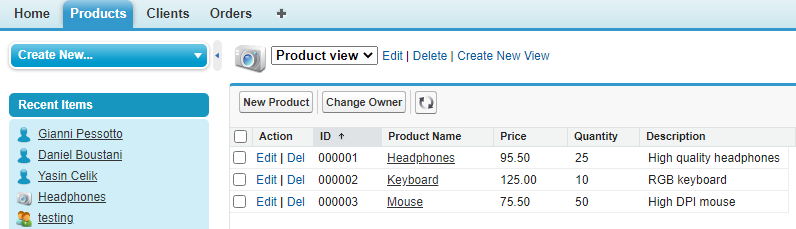 Home Products Clients Orders +
Create New...
Product view Edit | Delete | Create New View
Recent Items
Gianni Pessotto
Daniel Boustani
Yasin Celik
Headphones
testing
New Product Change Owner
Action ID ↑ Product Name Price Quantity Description
Edit | Del 000001 Headphones 95.50 25 High quality headphones
Edit | Del 000002 Keyboard 125.00 10 RGB keyboard
Edit | Del 000003 Mouse 75.50 50 High DPI mouse